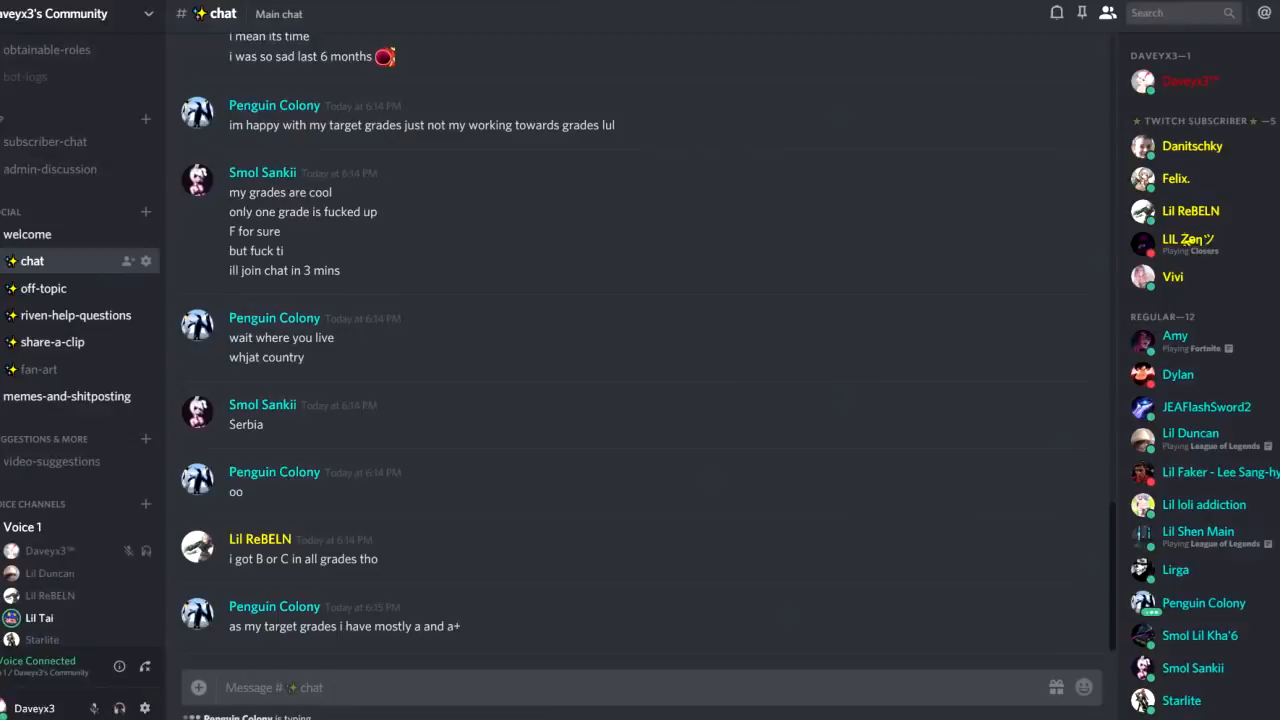 aveyx3's Community
obtainable-roles
bot-logs
subscriber-chat
admin-discussion
OCIAL
welcome
chat
off-topic
riven-help-questions
share-a-clip
fan-art
memes-and-shitposting
GGESTIONS & MORE
video-suggestions
ICE CHANNELS
Voice 1
Daveyx3™
Lil Duncan
Lil ReBELN
Lil Tai
Starlite
Voice Connected
1 / Daveyx3's Community
Daveyx3
# chat Main chat
i mean its time
i was so sad last 6 months
Penguin Colony Today at 6:14 PM
im happy with my target grades just not my working towards grades lul
Smol Sankii Today at 6:14 PM
my grades are cool
only one grade is fucked up
F for sure
but fuck ti
ill join chat in 3 mins
Penguin Colony Today at 6:14 PM
wait where you live
whjat country
Smol Sankii Today at 6:14 PM
Serbia
Penguin Colony Today at 6:14 PM
oo
Lil ReBELN Today at 6:14 PM
i got B or C in all grades tho
Penguin Colony Today at 6:15 PM
as my target grades i have mostly a and a+
Message # chat
Penguin Colony is typing
Search
DAVEYX3—1
Daveyx3™
TWITCH SUBSCRIBER —5
Danitschky
Felix.
Lil ReBELN
LIL
Playing Closers
Vivi
REGULAR—12
Amy
Playing Fortnite
Dylan
JEAFlashSword2
Lil Duncan
Playing League of Legends
Lil Faker - Lee Sang-hy
Lil loli addiction
Lil Shen Main
Playing League of Legends
Lirga
Penguin Colony
Smol Lil Kha'6
Smol Sankii
Starlite